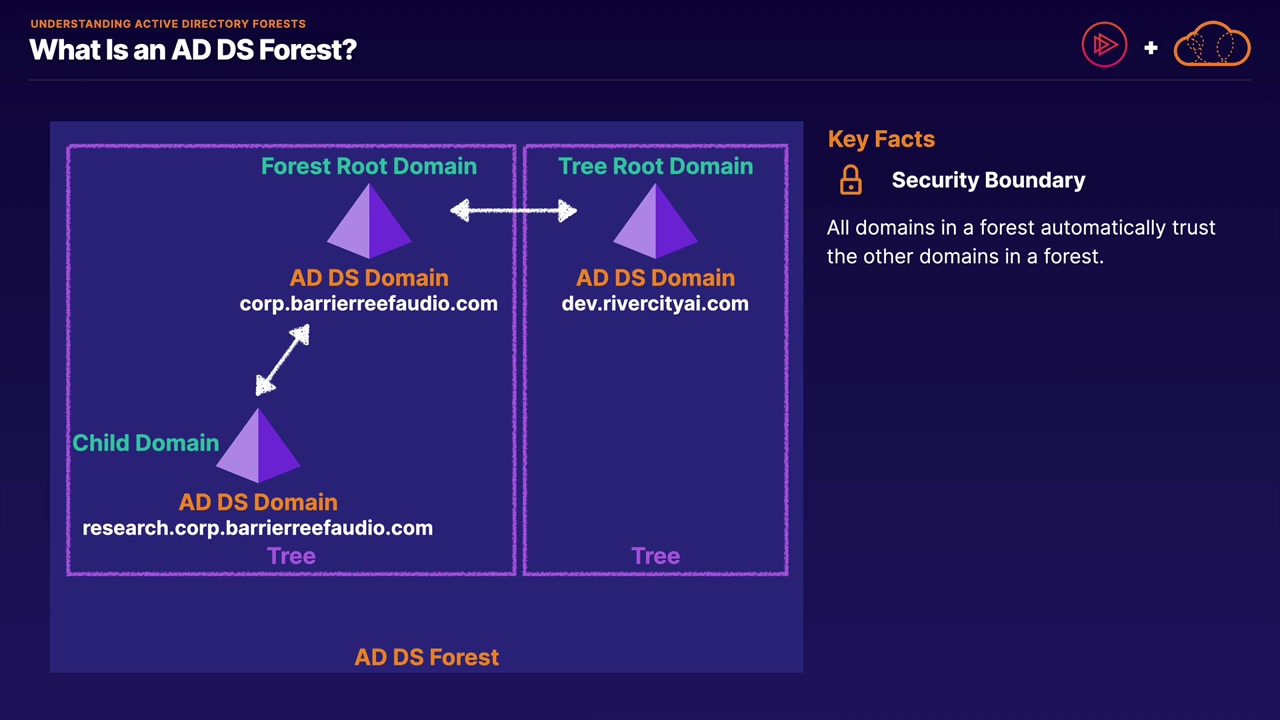 UNDERSTANDING ACTIVE DIRECTORY FORESTS
What Is an AD DS Forest?
+
Forest Root Domain
AD DS Domain
corp.barrierreefaudio.com
Child Domain
AD DS Domain
research.corp.barrierreefaudio.com
Tree
Tree Root Domain
AD DS Domain
dev.rivercityai.com
Tree
AD DS Forest
Key Facts
Security Boundary
All domains in a forest automatically trust
the other domains in a forest.